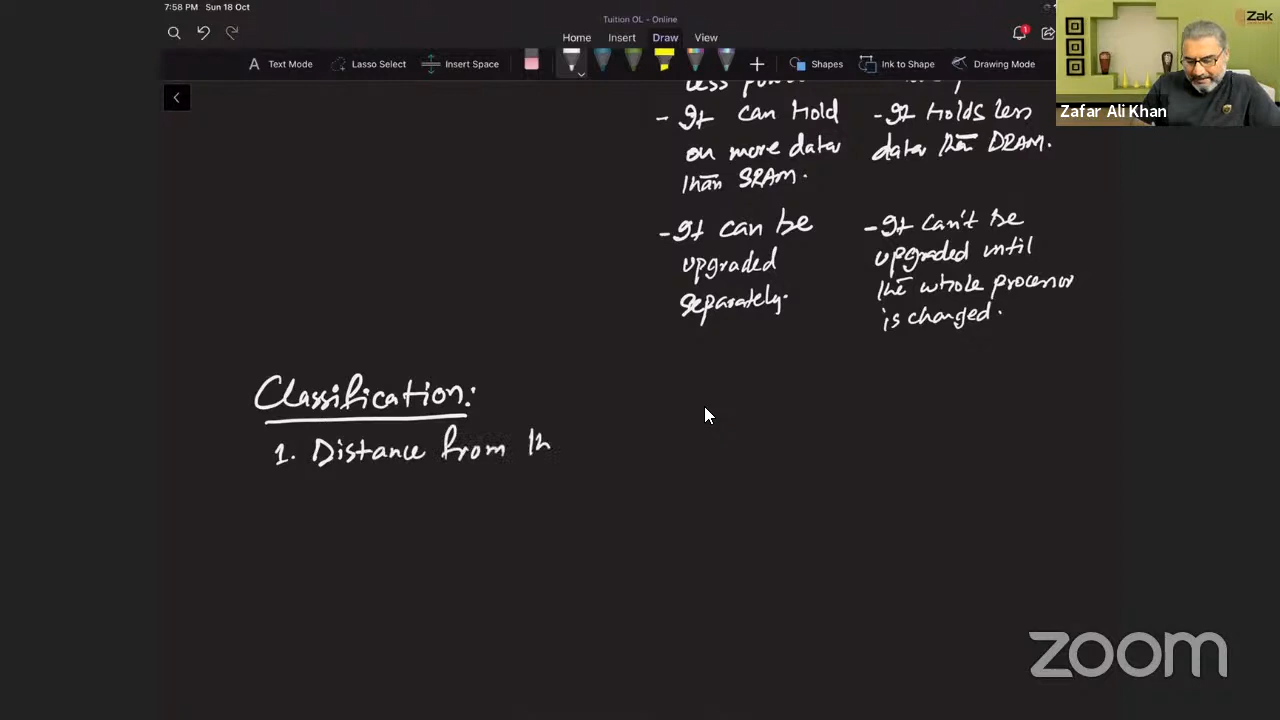 7:58 PM Sun 18 Oct
Tuition OL - Online
Home Insert Draw View
Text Mode Lasso Select Insert Space + Shapes Ink to Shape Drawing Mode
1
Zak
Zafar Ali Khan
less
- It can Hold
on more data
than SRAM.
- It Holds less
data then DRAM.
- It can be
upgraded
separately.
- It can't be
upgraded until
the whole processor
is changed.
Classification:
1. Distance from th
zoom